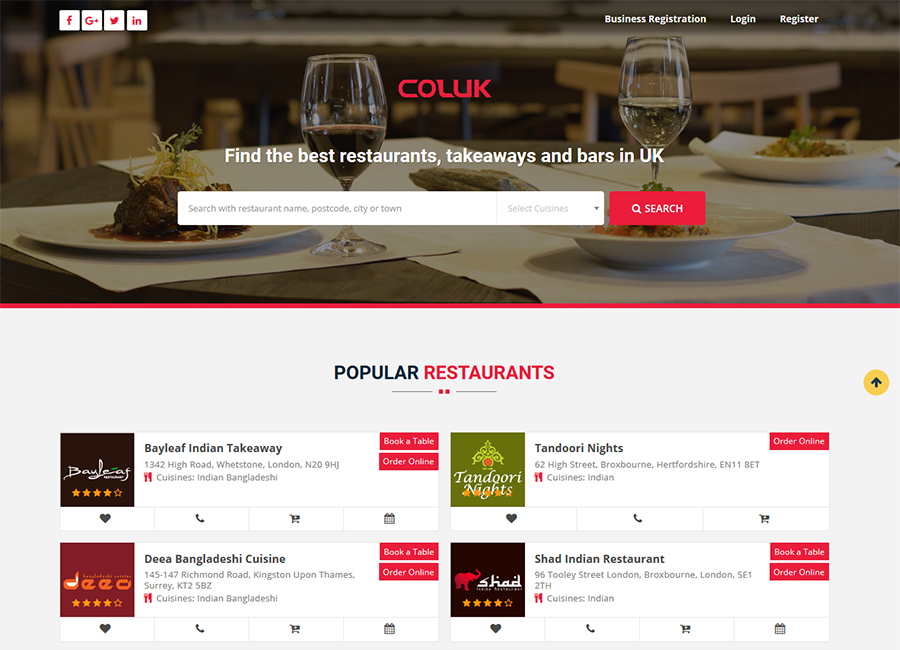 Business Registration Login Register
COLUK
Find the best restaurants, takeaways and bars in UK
Search with restaurant name, postcode, city or town Select Cuisines SEARCH
POPULAR RESTAURANTS
Bayleaf
RESTAURANT
Bayleaf Indian Takeaway
1342 High Road, Whetstone, London, N20 9HJ
Cuisines: Indian Bangladeshi
Book a Table
Order Online
Tandoori
Nights
Tandoori Nights
62 High Street, Broxbourne, Hertfordshire, EN11 8ET
Cuisines: Indian
Order Online
deeo
bangladeshi cuisine
Deea Bangladeshi Cuisine
145-147 Richmond Road, Kingston Upon Thames,
Surrey, KT2 5BZ
Cuisines: Indian Bangladeshi
Book a Table
Order Online
shad
Indian Restaurant
Shad Indian Restaurant
96 Tooley Street London, Broxbourne, London, SE1
2TH
Cuisines: Indian
Book a Table
Order Online